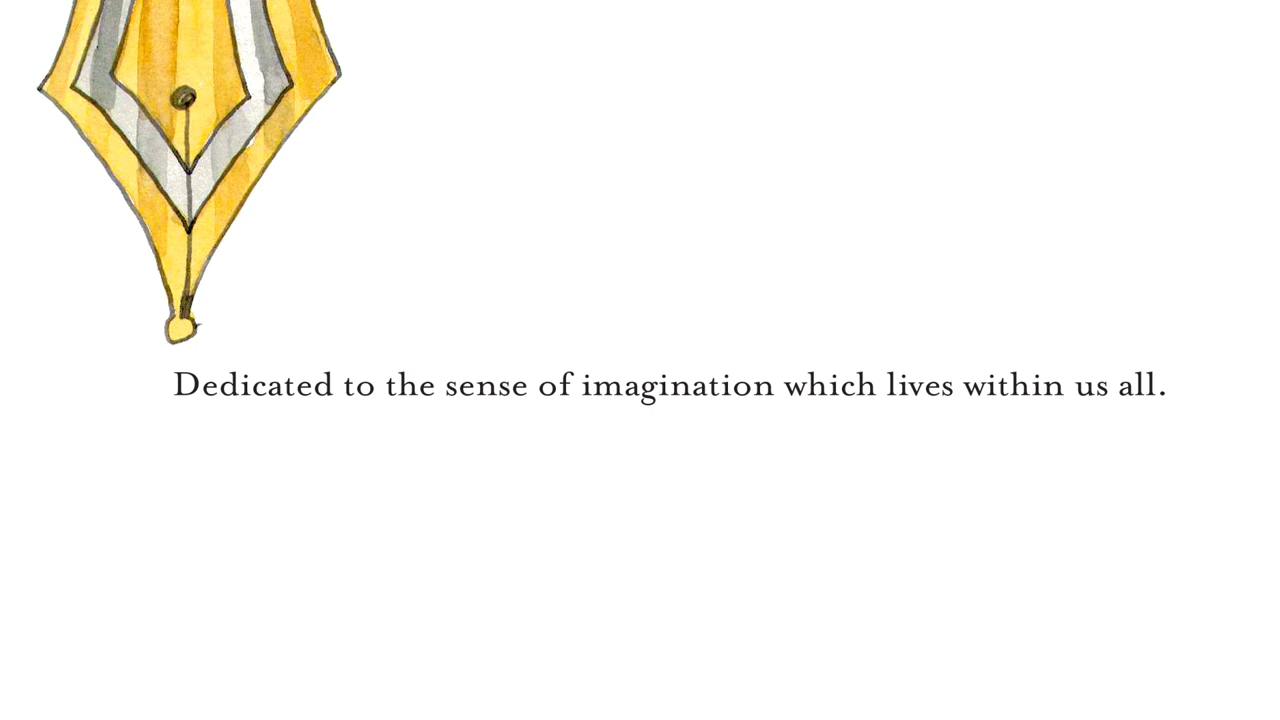 Dedicated to the sense of imagination which lives within us all.